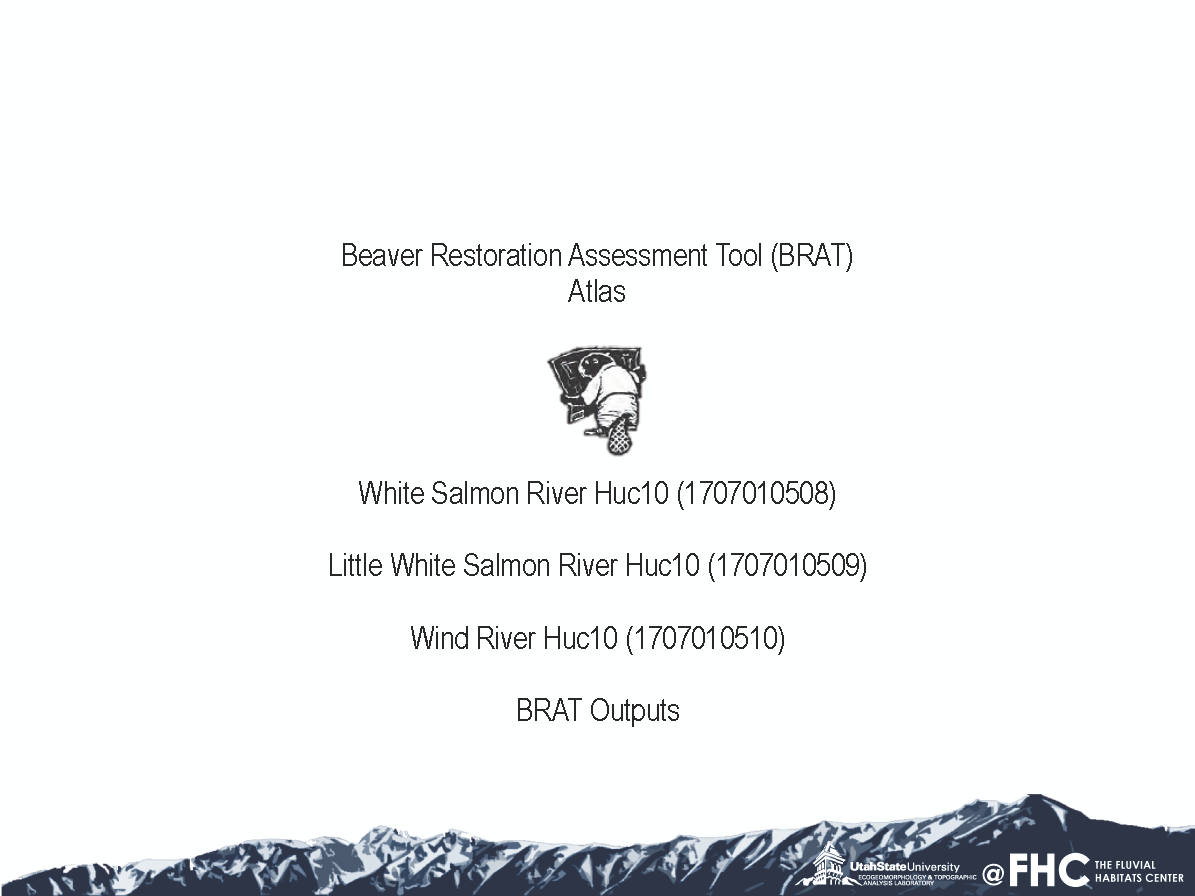 Beaver Restoration Assessment Tool (BRAT)
Atlas
White Salmon River Huc10 (1707010508)
Little White Salmon River Huc10 (1707010509)
Wind River Huc10 (1707010510)
BRAT Outputs
UtahStateUniversity
ECOGEOMORPHOLOGY & TOPOGRAPHIC
ANALYSIS LABORATORY
@FHC
THE FLUVIAL
HABITATS CENTER